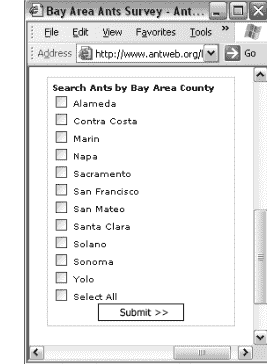 Bay Area Ants Survey - Ant...
File Edit View Favorites Tools »
Address http://www.antweb.org/ Go
Search Ants by Bay Area County
Alameda
Contra Costa
Marin
Napa
Sacramento
San Francisco
San Mateo
Santa Clara
Solano
Sonoma
Yolo
Select All
Submit >>